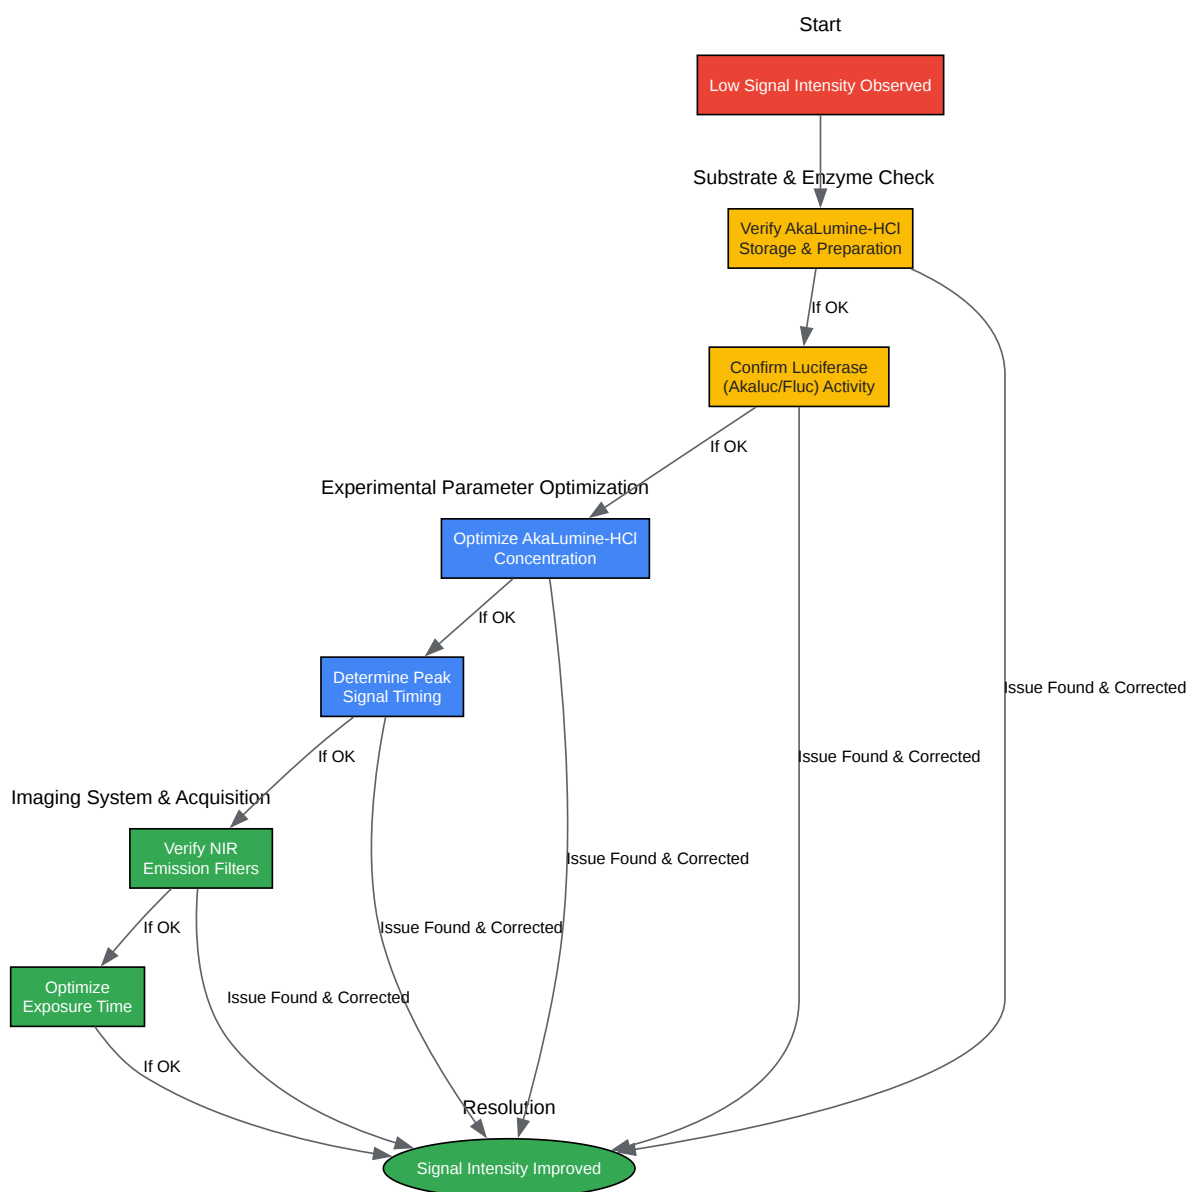 Start
Low Signal Intensity Observed
Substrate & Enzyme Check
Verify AkaLumine-HCl
Storage & Preparation
If OK
Confirm Luciferase
(Akaluc/Fluc) Activity
If OK
Experimental Parameter Optimization
Optimize AkaLumine-HCl
Concentration
If OK
Determine Peak
Signal Timing
Issue Found & Corrected
If OK
Issue Found & Corrected
Imaging System & Acquisition
Verify NIR
Emission Filters
Issue Found & Corrected
If OK
Issue Found & Corrected
Optimize
Exposure Time
Issue Found & Corrected
If OK
Resolution
Signal Intensity Improved